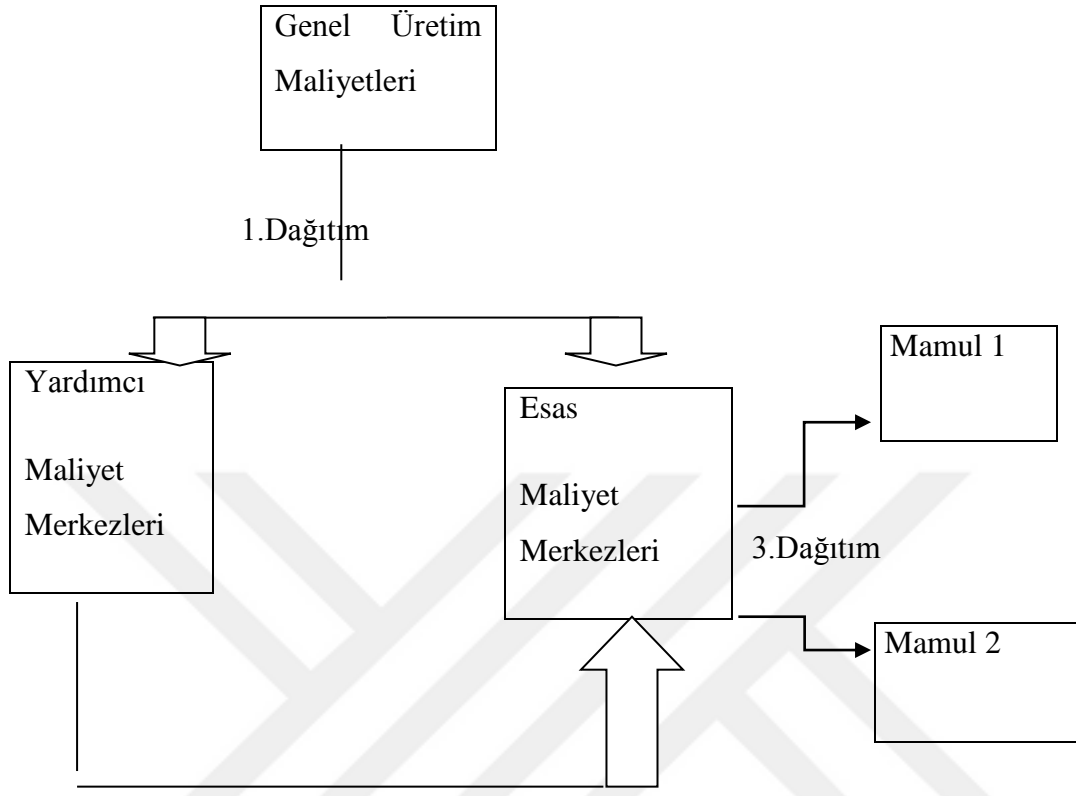 Genel Üretim
Maliyetleri
1.Dağıtım
Yardımcı
Maliyet
Merkezleri
Esas
Maliyet
Merkezleri
Mamul 1
3.Dağıtım
Mamul 2